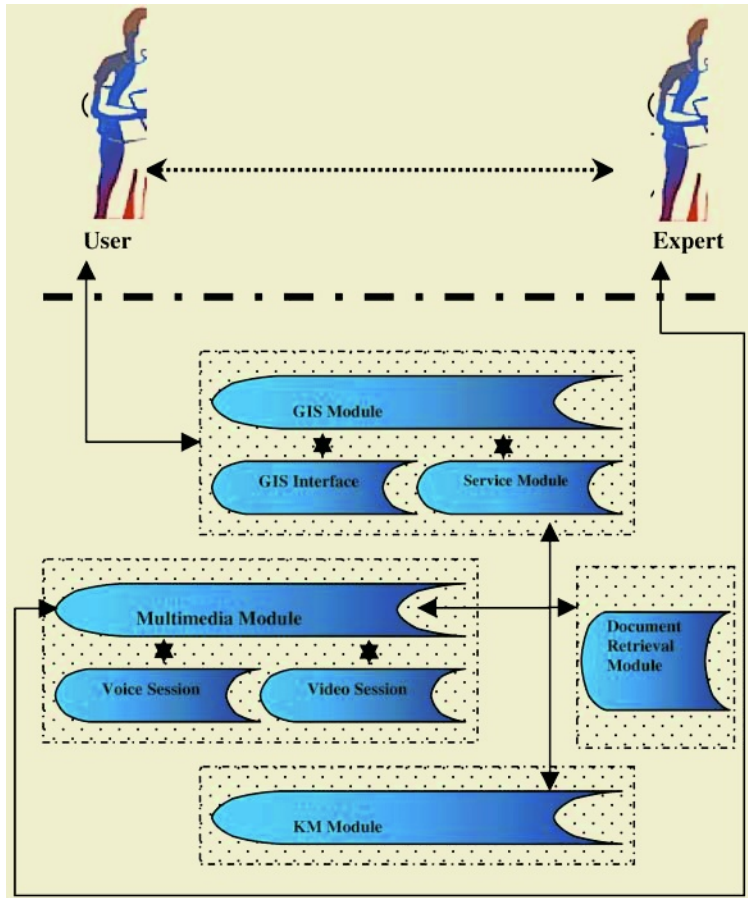 User
Expert
GIS Module
GIS Interface
Service Module
Multimedia Module
Voice Session
Video Session
Document
Retrieval
Module
KM Module